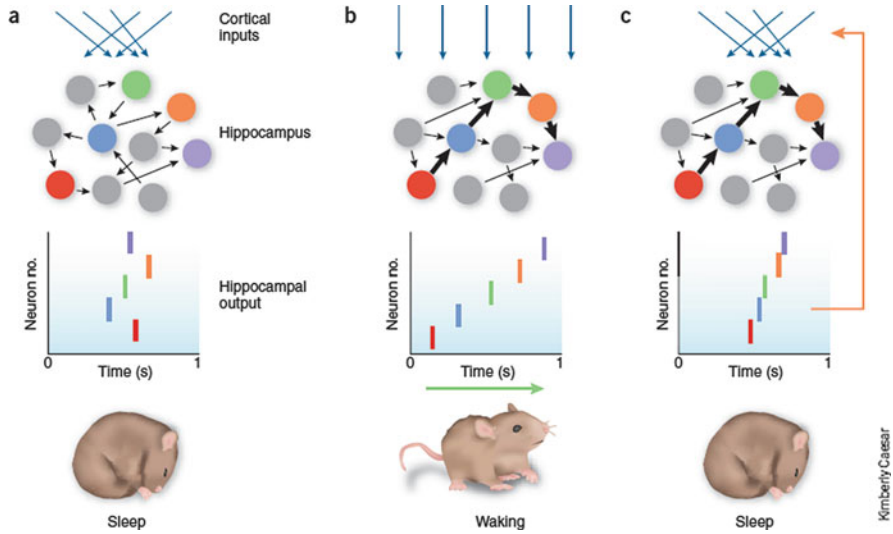 a
Cortical
inputs
b
c
Hippocampus
Neuron no.
Hippocampal
output
0
1
Time (s)
Neuron no.
0
1
Time (s)
Neuron no.
0
1
Time (s)
Sleep
Waking
Sleep
Kimberly Caesar